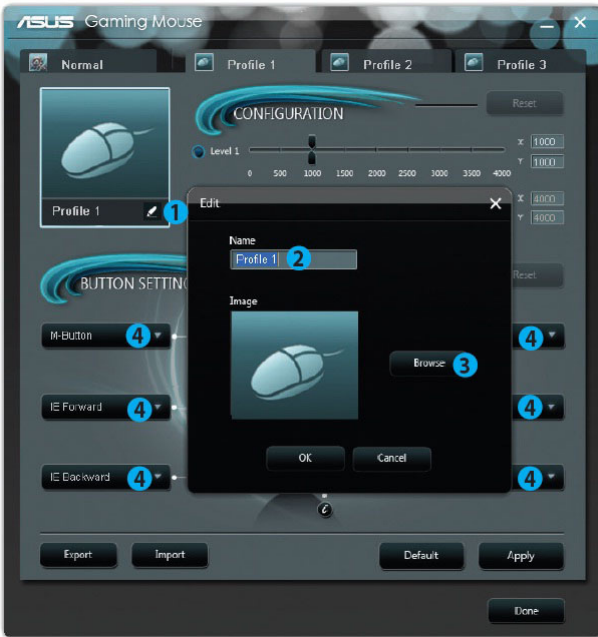 ASUS Gaming Mouse
Normal
Profile 1
Profile 2
Profile 3
CONFIGURATION
Reset
Level 1
X 1000
Y 1000
0 500 1000 1500 2000 2500 3000 3500 4000
Profile 1
1
Edit
X 4000
Y 4000
Name
Profile 1 2
BUTTON SETTIN
Reset
Image
M-Button 4
4
Browse 3
IE Forward 4
4
OK
Cancel
IE Backward 4
4
i
Export
Import
Default
Apply
Done